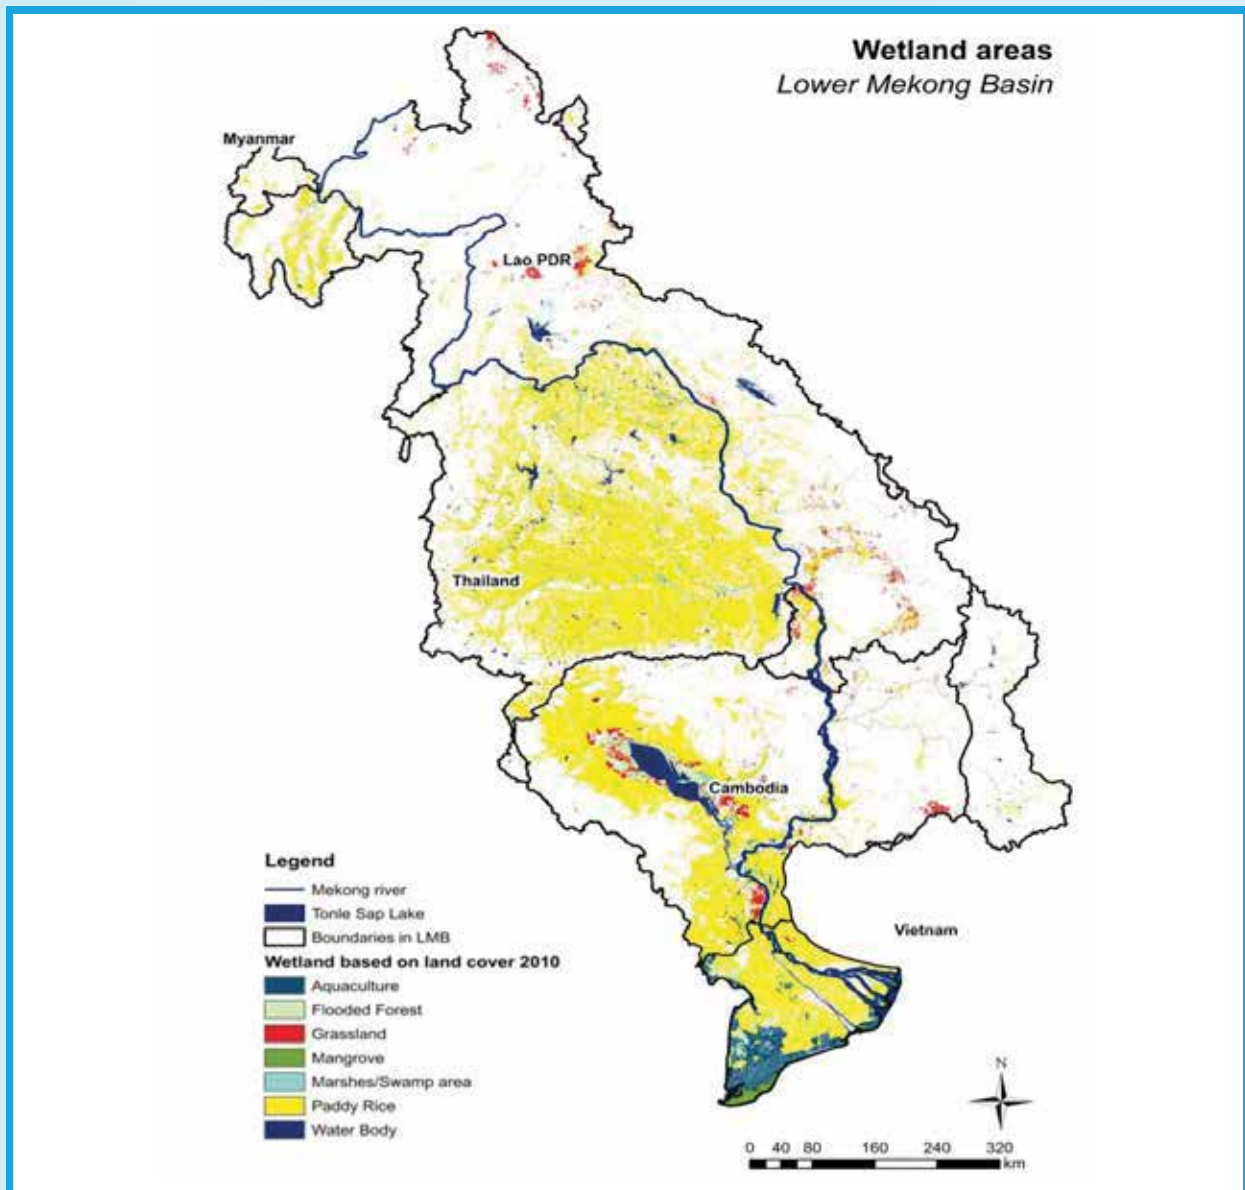 Wetland areas
Lower Mekong Basin
Myanmar
Lao PDR
Thailand
Cambodia
Vietnam
Legend
Mekong river
Tonle Sap Lake
Boundaries in LMB
Wetland based on land cover 2010
Aquaculture
Flooded Forest
Grassland
Mangrove
Marshes/Swamp area
Paddy Rice
Water Body
N
0 40 80 160 240 320
km